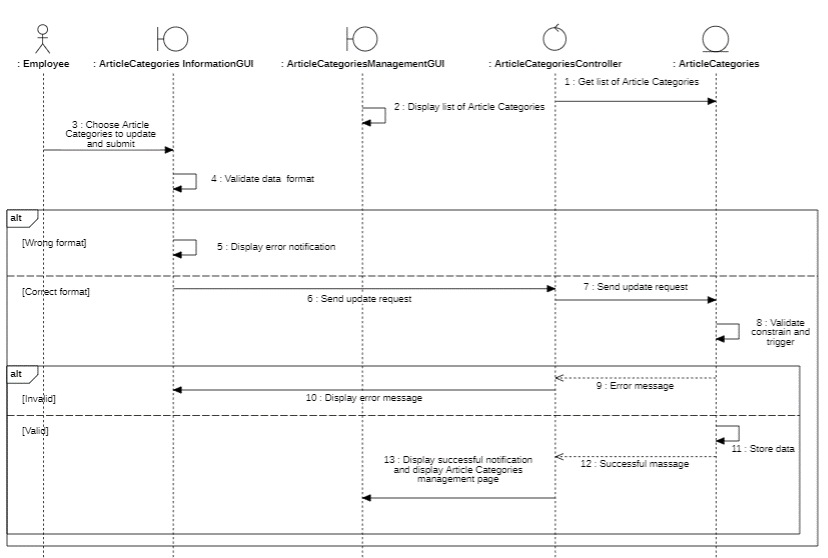 : Employee
: ArticleCategories InformationGUI
: ArticleCategoriesManagementGUI
: ArticleCategoriesController
: ArticleCategories
1 : Get list of Article Categories
2 : Display list of Article Categories
3 : Choose Article
Categories to update
and submit
4 : Validate data format
alt
[Wrong format]
5 : Display error notification
[Correct format]
6 : Send update request
7 : Send update request
8 : Validate
constrain and
trigger
alt
9 : Error message
[Invalid]
10 : Display error message
[Valid]
11 : Store data
12 : Successful massage
13 : Display successful notification
and display Article Categories
management page